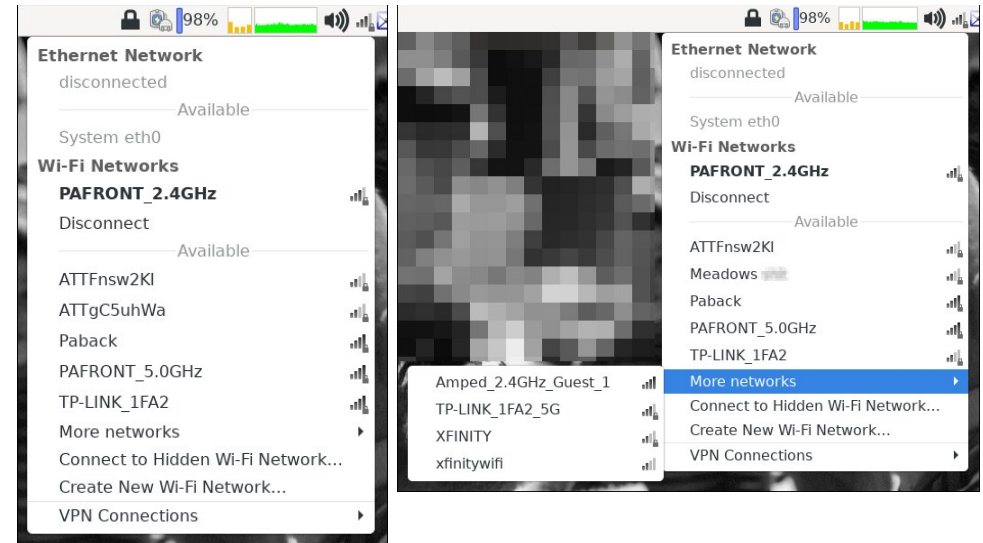 98%
Ethernet Network
disconnected
Available
System eth0
Wi-Fi Networks
PAFRONT_2.4GHz
Disconnect
Available
ATTFnsw2KI
ATTgC5uhWa
Paback
PAFRONT_5.0GHz
TP-LINK_1FA2
More networks
Connect to Hidden Wi-Fi Network...
Create New Wi-Fi Network...
VPN Connections
98%
Ethernet Network
disconnected
Available
System eth0
Wi-Fi Networks
PAFRONT_2.4GHz
Disconnect
Available
ATTFnsw2KI
Meadows
Paback
PAFRONT_5.0GHz
TP-LINK_1FA2
More networks
Connect to Hidden Wi-Fi Network...
Create New Wi-Fi Network...
VPN Connections
Amped_2.4GHz_Guest_1
TP-LINK_1FA2_5G
XFINITY
xfinitywifi